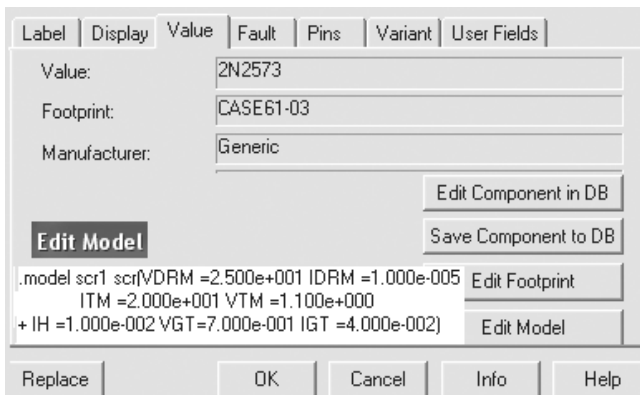 Label Display Value Fault Pins Variant User Fields
Value: 2N2573
Footprint: CASE61-03
Manufacturer: Generic
Edit Component in DB
Edit Model Save Component to DB
.model scr1 scr(VDRM =2.500e+001 IDRM =1.000e-005 Edit Footprint
ITM =2.000e+001 VTM =1.100e+000
+ IH =1.000e-002 VGT=7.000e-001 IGT =4.000e-002) Edit Model
Replace OK Cancel Info Help